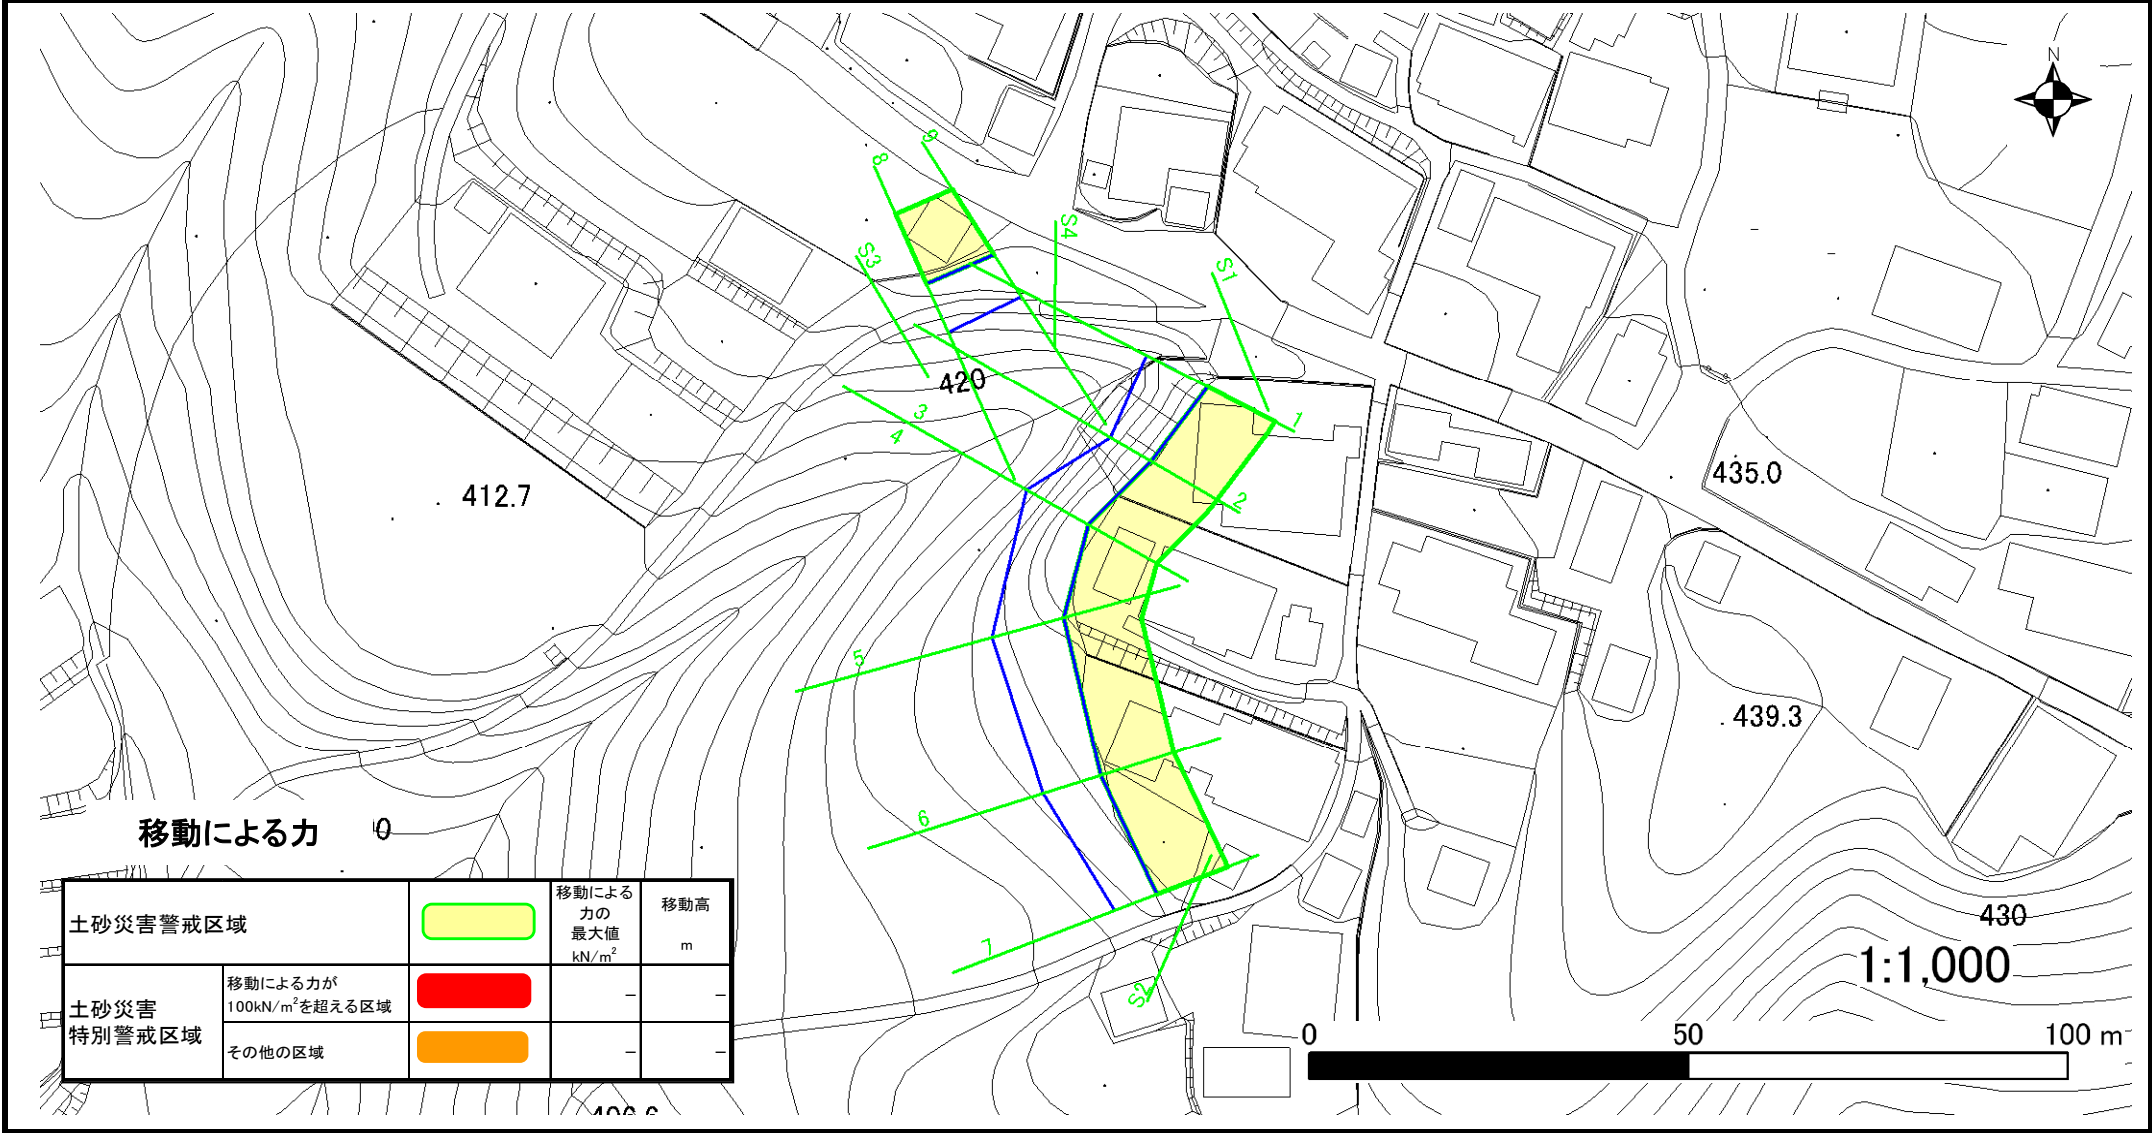 N
9
8
S4
S3
S1
420
1
3
4
2
412.7
435.0
5
439.3
6
移動による力
0
7
S2
430
1:1,000
0 50 100 m
土砂災害警戒区域
移動による
力の
最大値
kN/m²
移動高
m
土砂災害
特別警戒区域
移動による力が
100kN/m²を超える区域
– –
その他の区域
– –